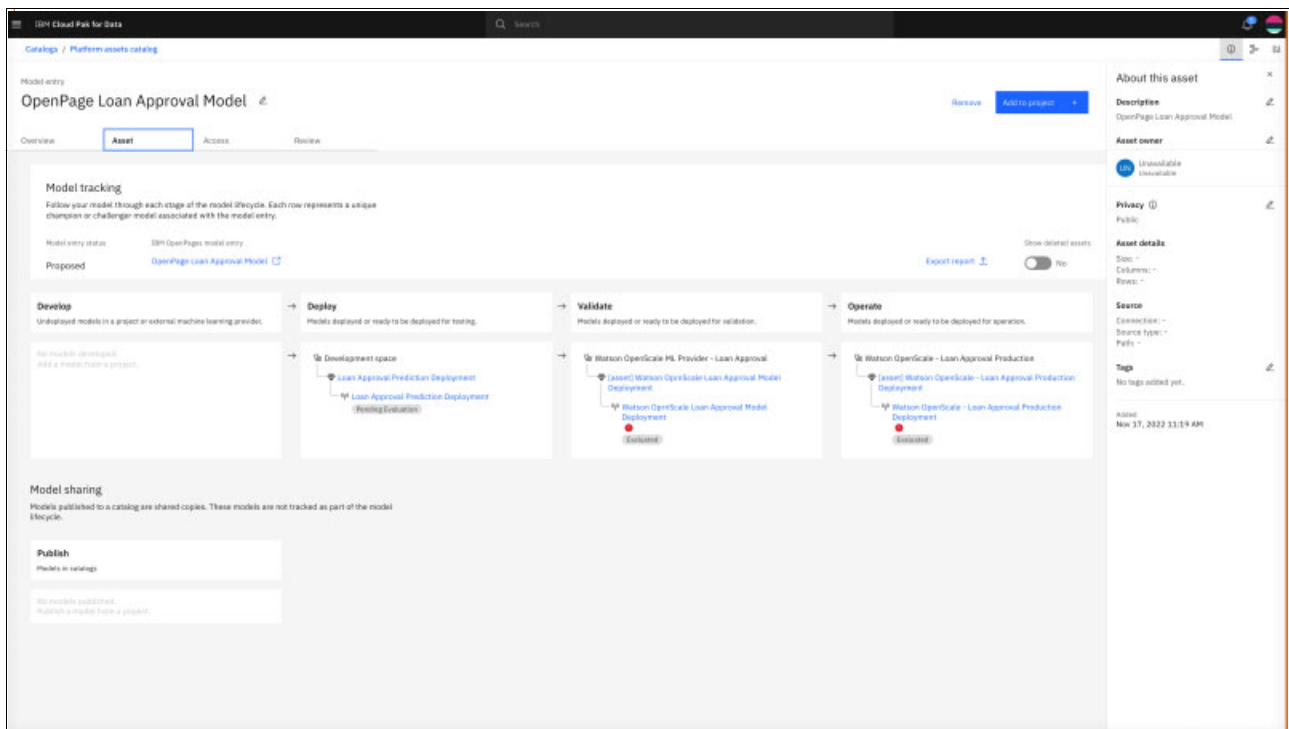 IBM Cloud Pak for Data
Search
Catalogs / Platform assets catalog
Model entry
OpenPage Loan Approval Model
Remove
Add to project +
Overview
Asset
Access
Review
Model tracking
Follow your model through each stage of the model lifecycle. Each row represents a unique
champion or challenger model associated with the model entry.
Model entry status
IBM OpenPages model entry
Show deleted assets
Proposed
OpenPage Loan Approval Model
Export report
No
Develop
Undeployed models in a project or external machine learning provider.
Deploy
Models deployed or ready to be deployed for testing.
Validate
Models deployed or ready to be deployed for validation.
Operate
Models deployed or ready to be deployed for operation.
No models developed.
Add a model from a project.
Development space
Loan Approval Prediction Deployment
Loan Approval Prediction Deployment
Pending Evaluation
Watson OpenScale ML Provider - Loan Approval
[asset] Watson OpenScale Loan Approval Model
Deployment
Watson OpenScale Loan Approval Model
Deployment
Evaluated
Watson OpenScale - Loan Approval Production
[asset] Watson OpenScale - Loan Approval Production
Deployment
Watson OpenScale - Loan Approval Production
Deployment
Evaluated
Model sharing
Models published to a catalog are shared copies. These models are not tracked as part of the model
lifecycle.
Publish
Models in catalogs
No models published.
Publish a model from a project.
About this asset
Description
OpenPage Loan Approval Model
Asset owner
UN
Unavailable
Unavailable
Privacy
Public
Asset details
Size: -
Columns: -
Rows: -
Source
Connection: -
Source type: -
Path: -
Tags
No tags added yet.
Added
Nov 17, 2022 11:19 AM